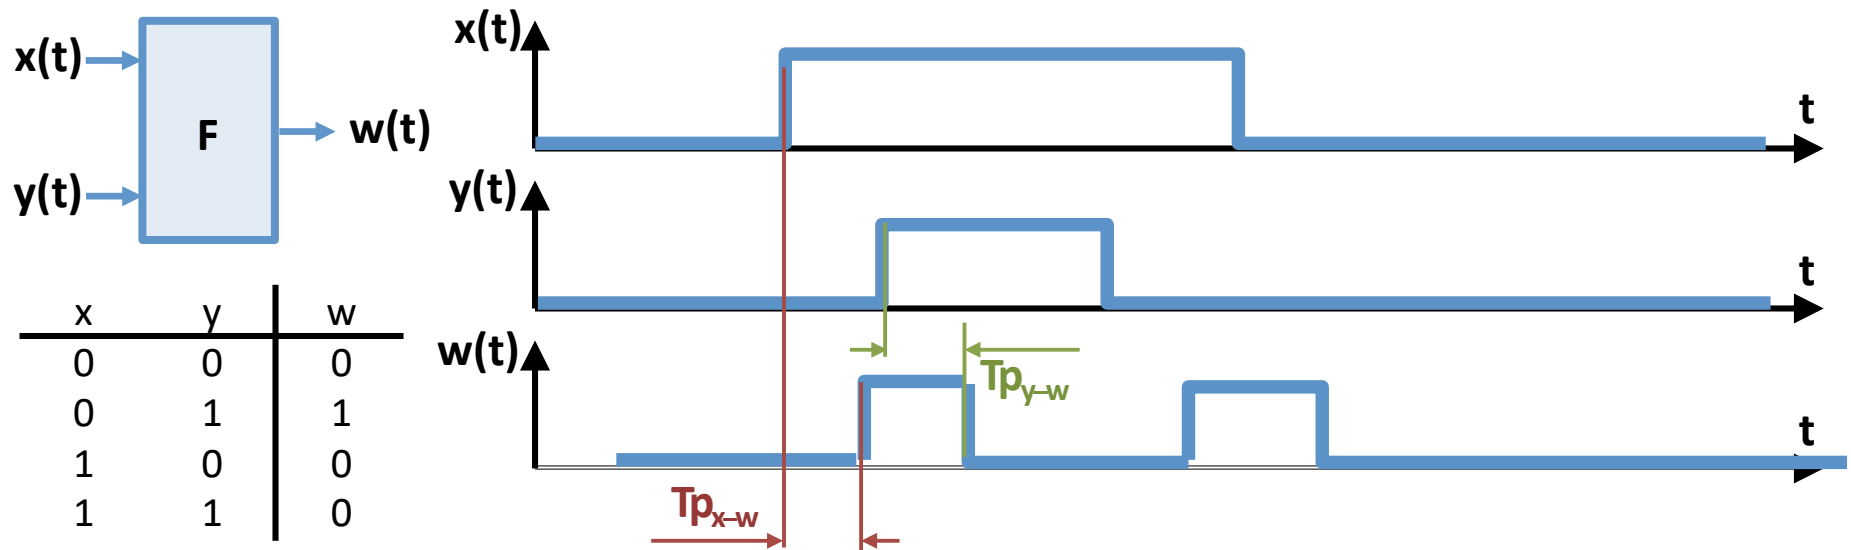 x(t)
y(t)
F
w(t)
x y w
0 0 0
0 1 1
1 0 0
1 1 0
x(t)
t
y(t)
t
w(t)
Tpy–w
t
Tpx–w